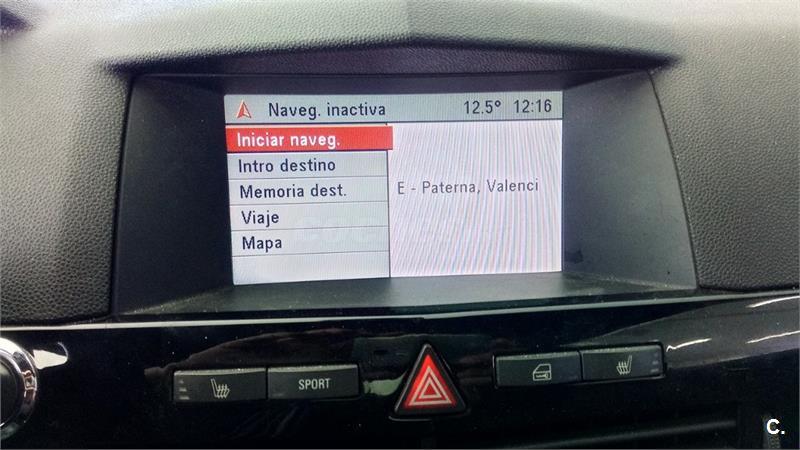 Naveg. inactiva 12.5° 12:16
Iniciar naveg.
Intro destino
Memoria dest.
Viaje
Mapa
E - Paterna, Valenci
SPORT
C.